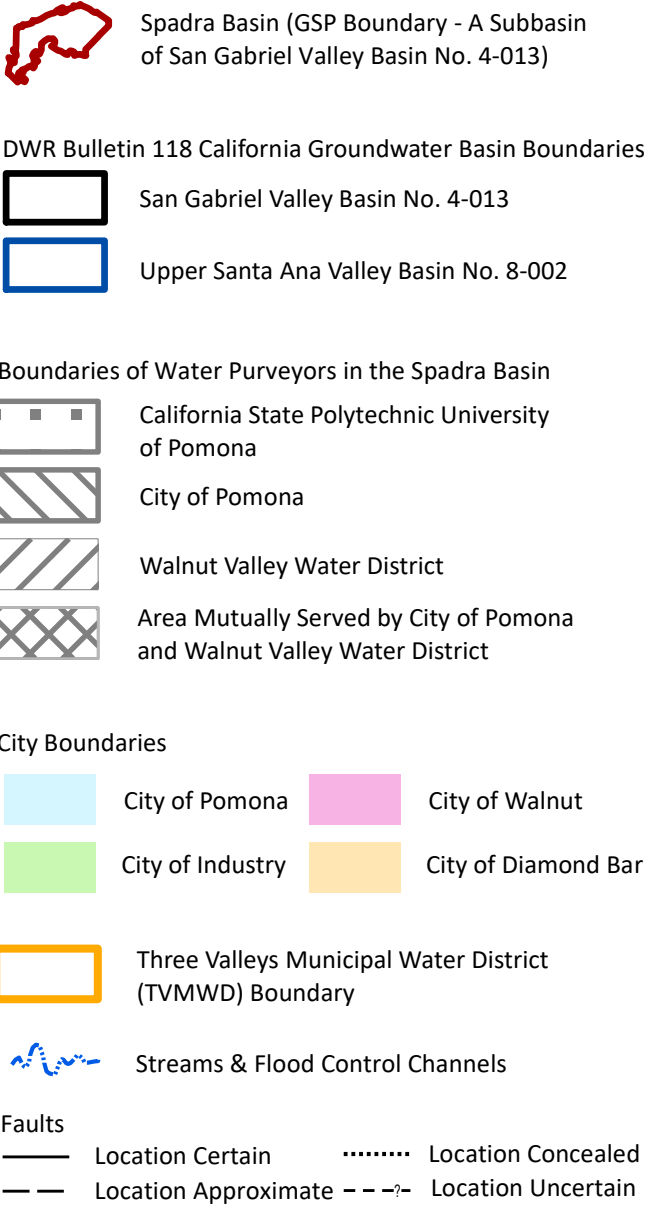 Spadra Basin (GSP Boundary - A Subbasin
of San Gabriel Valley Basin No. 4-013)
DWR Bulletin 118 California Groundwater Basin Boundaries
San Gabriel Valley Basin No. 4-013
Upper Santa Ana Valley Basin No. 8-002
Boundaries of Water Purveyors in the Spadra Basin
California State Polytechnic University
of Pomona
City of Pomona
Walnut Valley Water District
Area Mutually Served by City of Pomona
and Walnut Valley Water District
City Boundaries
City of Pomona City of Walnut
City of Industry City of Diamond Bar
Three Valleys Municipal Water District
(TVMWD) Boundary
Streams & Flood Control Channels
Faults
Location Certain Location Concealed
Location Approximate ? Location Uncertain